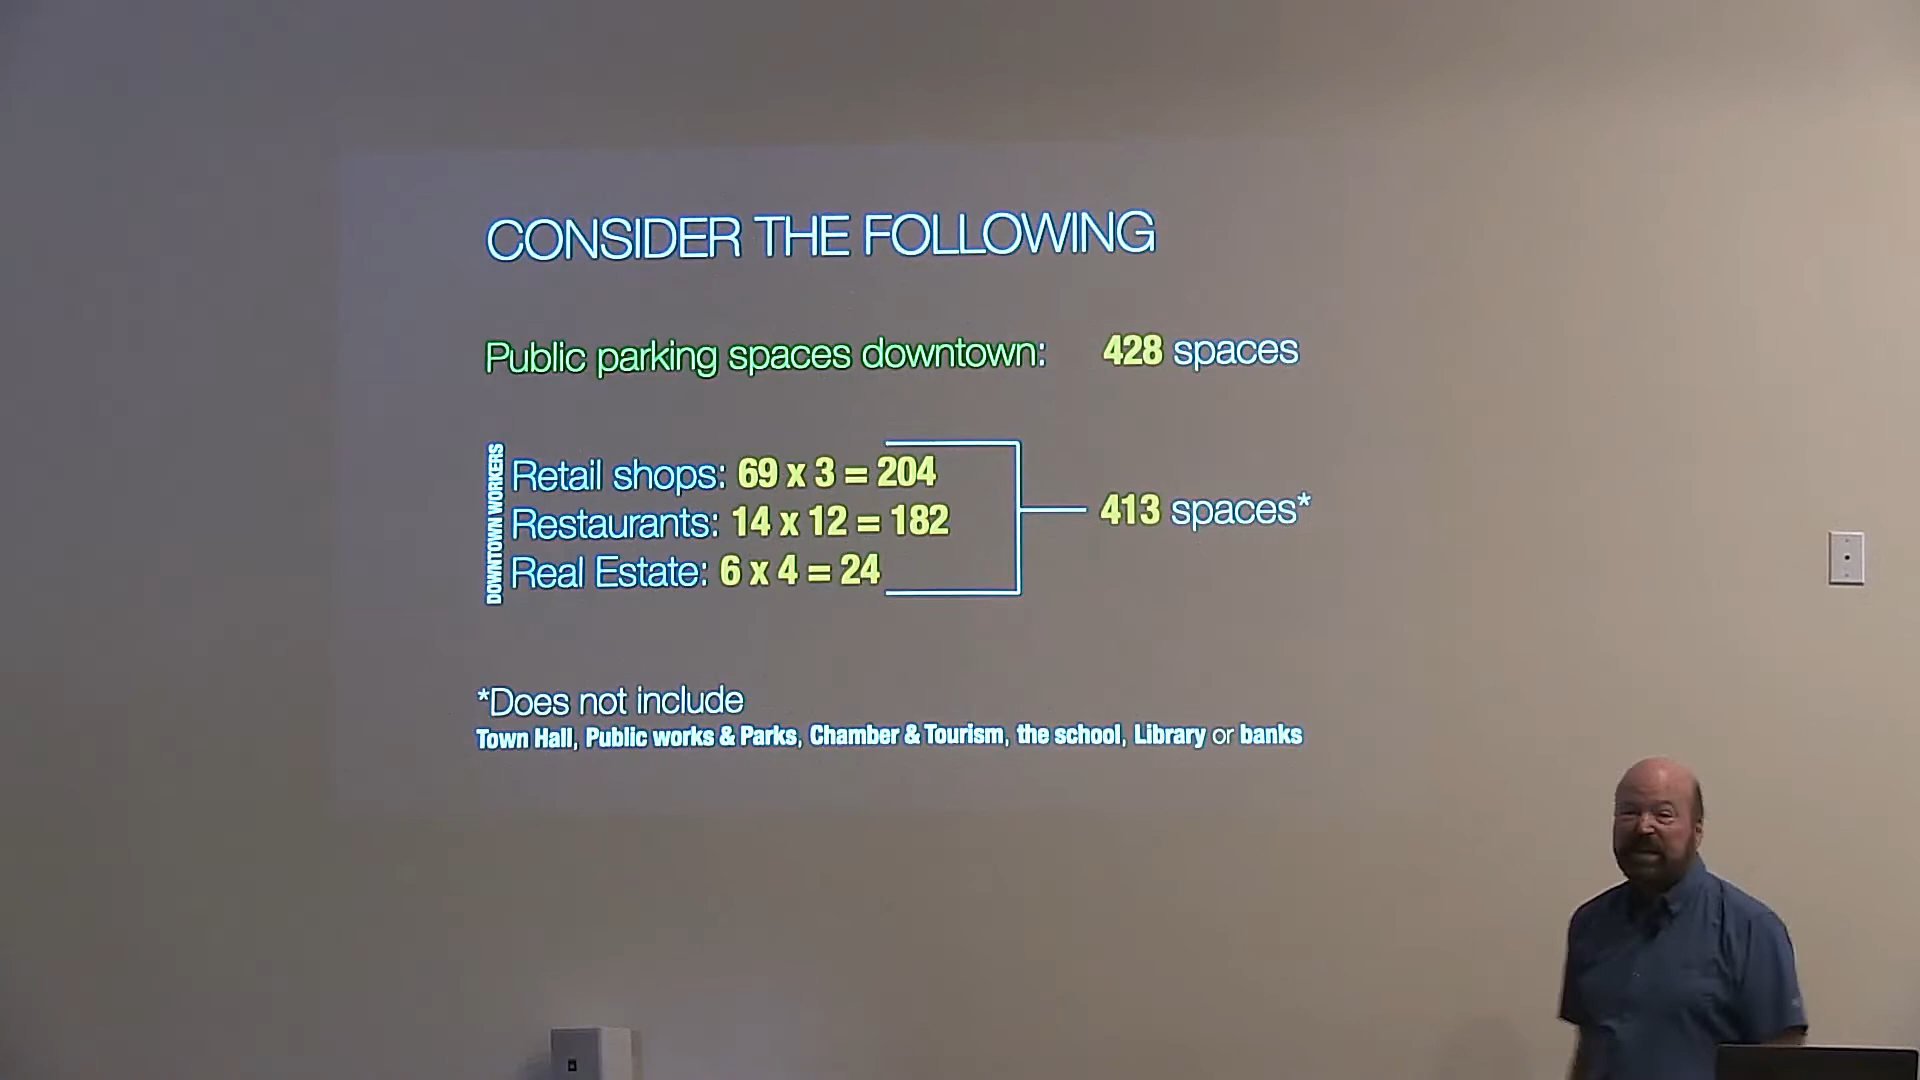 CONSIDER THE FOLLOWING
Public parking spaces downtown: 428 spaces
DOWNTOWN WORKERS
Retail shops: 69 x 3 = 204
Restaurants: 14 x 12 = 182
Real Estate: 6 x 4 = 24
413 spaces*
*Does not include
Town Hall, Public works & Parks, Chamber & Tourism, the school, Library or banks